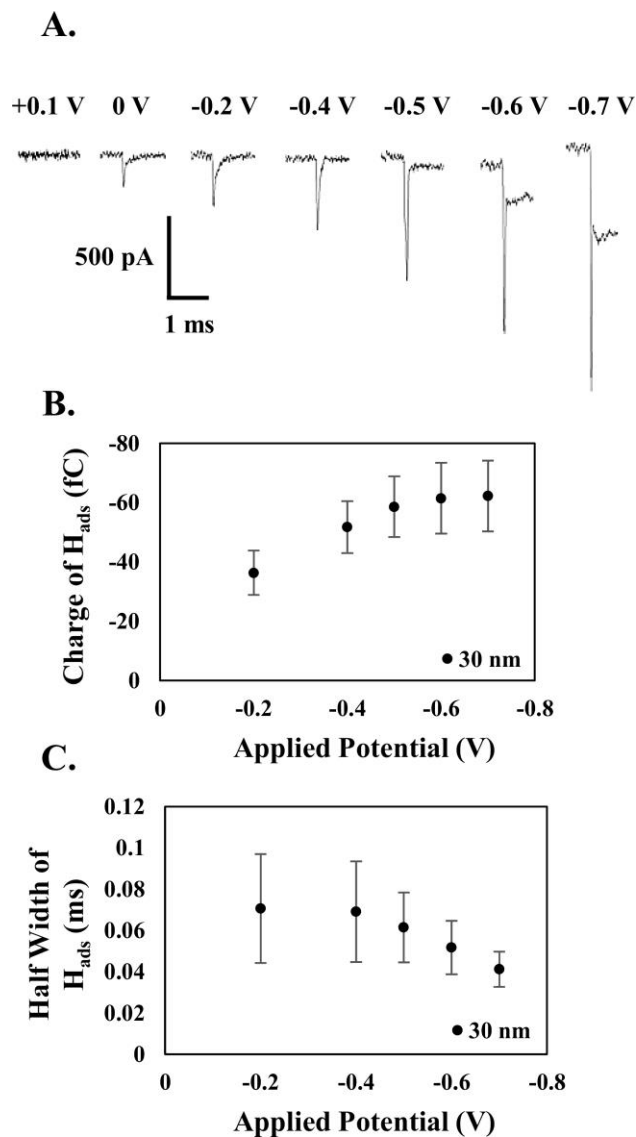 A.
+0.1 V 0 V -0.2 V -0.4 V -0.5 V -0.6 V -0.7 V
500 pA
1 ms
B.
Charge of Hads (fC)
-80
-60
-40
-20
0
30 nm
0 -0.2 -0.4 -0.6 -0.8
Applied Potential (V)
C.
Half Width of
Hads (ms)
0.12
0.1
0.08
0.06
0.04
0.02
0
30 nm
0 -0.2 -0.4 -0.6 -0.8
Applied Potential (V)